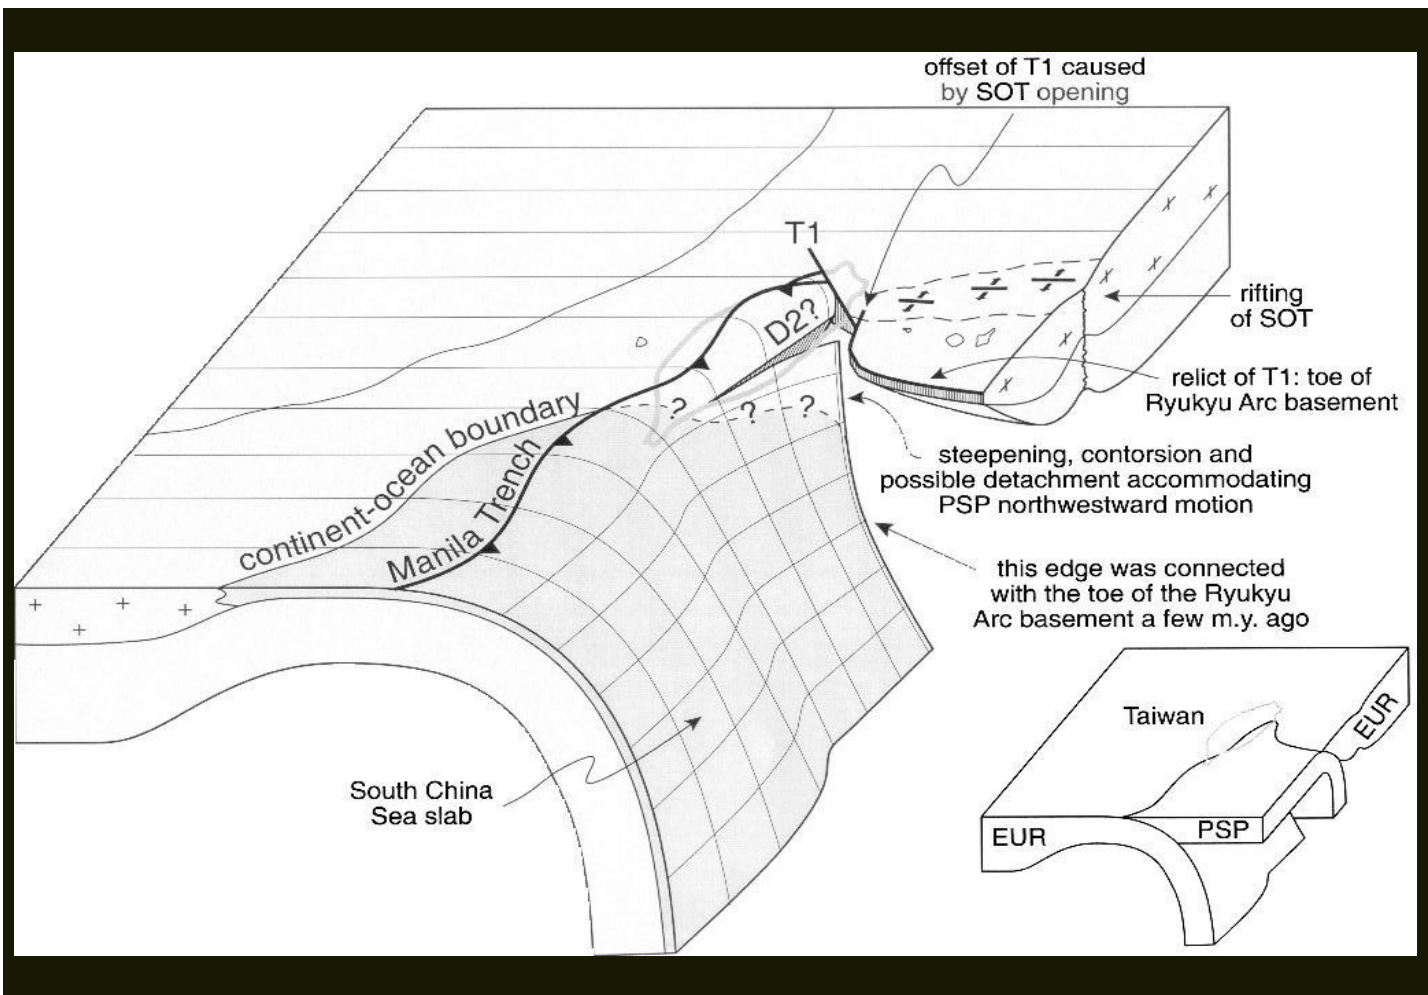 offset of T1 caused
by SOT opening
T1
D2?
rifting
of SOT
relict of T1: toe of
Ryukyu Arc basement
? ? ?
continent-ocean boundary
Manila Trench
steepening, contorsion and
possible detachment accommodating
PSP northwestward motion
this edge was connected
with the toe of the Ryukyu
Arc basement a few m.y. ago
South China
Sea slab
Taiwan
EUR
EUR
PSP